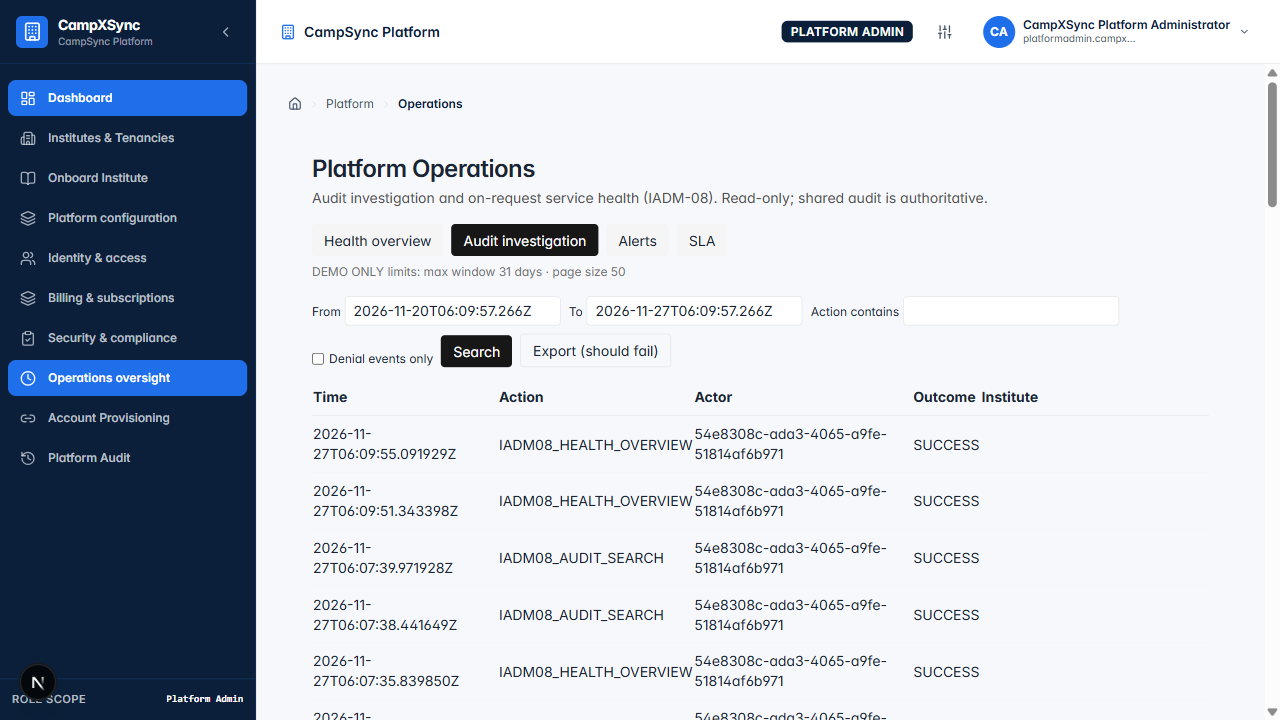 CampXSync
CampSync Platform
Dashboard
Institutes & Tenancies
Onboard Institute
Platform configuration
Identity & access
Billing & subscriptions
Security & compliance
Operations oversight
Account Provisioning
Platform Audit
N
SCOPE
Platform Admin
CampSync Platform
PLATFORM ADMIN
CA
CampXSync Platform Administrator
platformadmin.campx...
Platform
Operations
Platform Operations
Audit investigation and on-request service health (IADM-08). Read-only; shared audit is authoritative.
Health overview
Audit investigation
Alerts
SLA
DEMO ONLY limits: max window 31 days · page size 50
From 2026-11-20T06:09:57.266Z To 2026-11-27T06:09:57.266Z Action contains
Denial events only Search Export (should fail)
Time Action Actor Outcome Institute
2026-11-27T06:09:55.091929Z IADM08_HEALTH_OVERVIEW 54e8308c-ada3-4065-a9fe-51814af6b971 SUCCESS
2026-11-27T06:09:51.343398Z IADM08_HEALTH_OVERVIEW 54e8308c-ada3-4065-a9fe-51814af6b971 SUCCESS
2026-11-27T06:07:39.971928Z IADM08_AUDIT_SEARCH 54e8308c-ada3-4065-a9fe-51814af6b971 SUCCESS
2026-11-27T06:07:38.441649Z IADM08_AUDIT_SEARCH 54e8308c-ada3-4065-a9fe-51814af6b971 SUCCESS
2026-11-27T06:07:35.839850Z IADM08_HEALTH_OVERVIEW 54e8308c-ada3-4065-a9fe-51814af6b971 SUCCESS